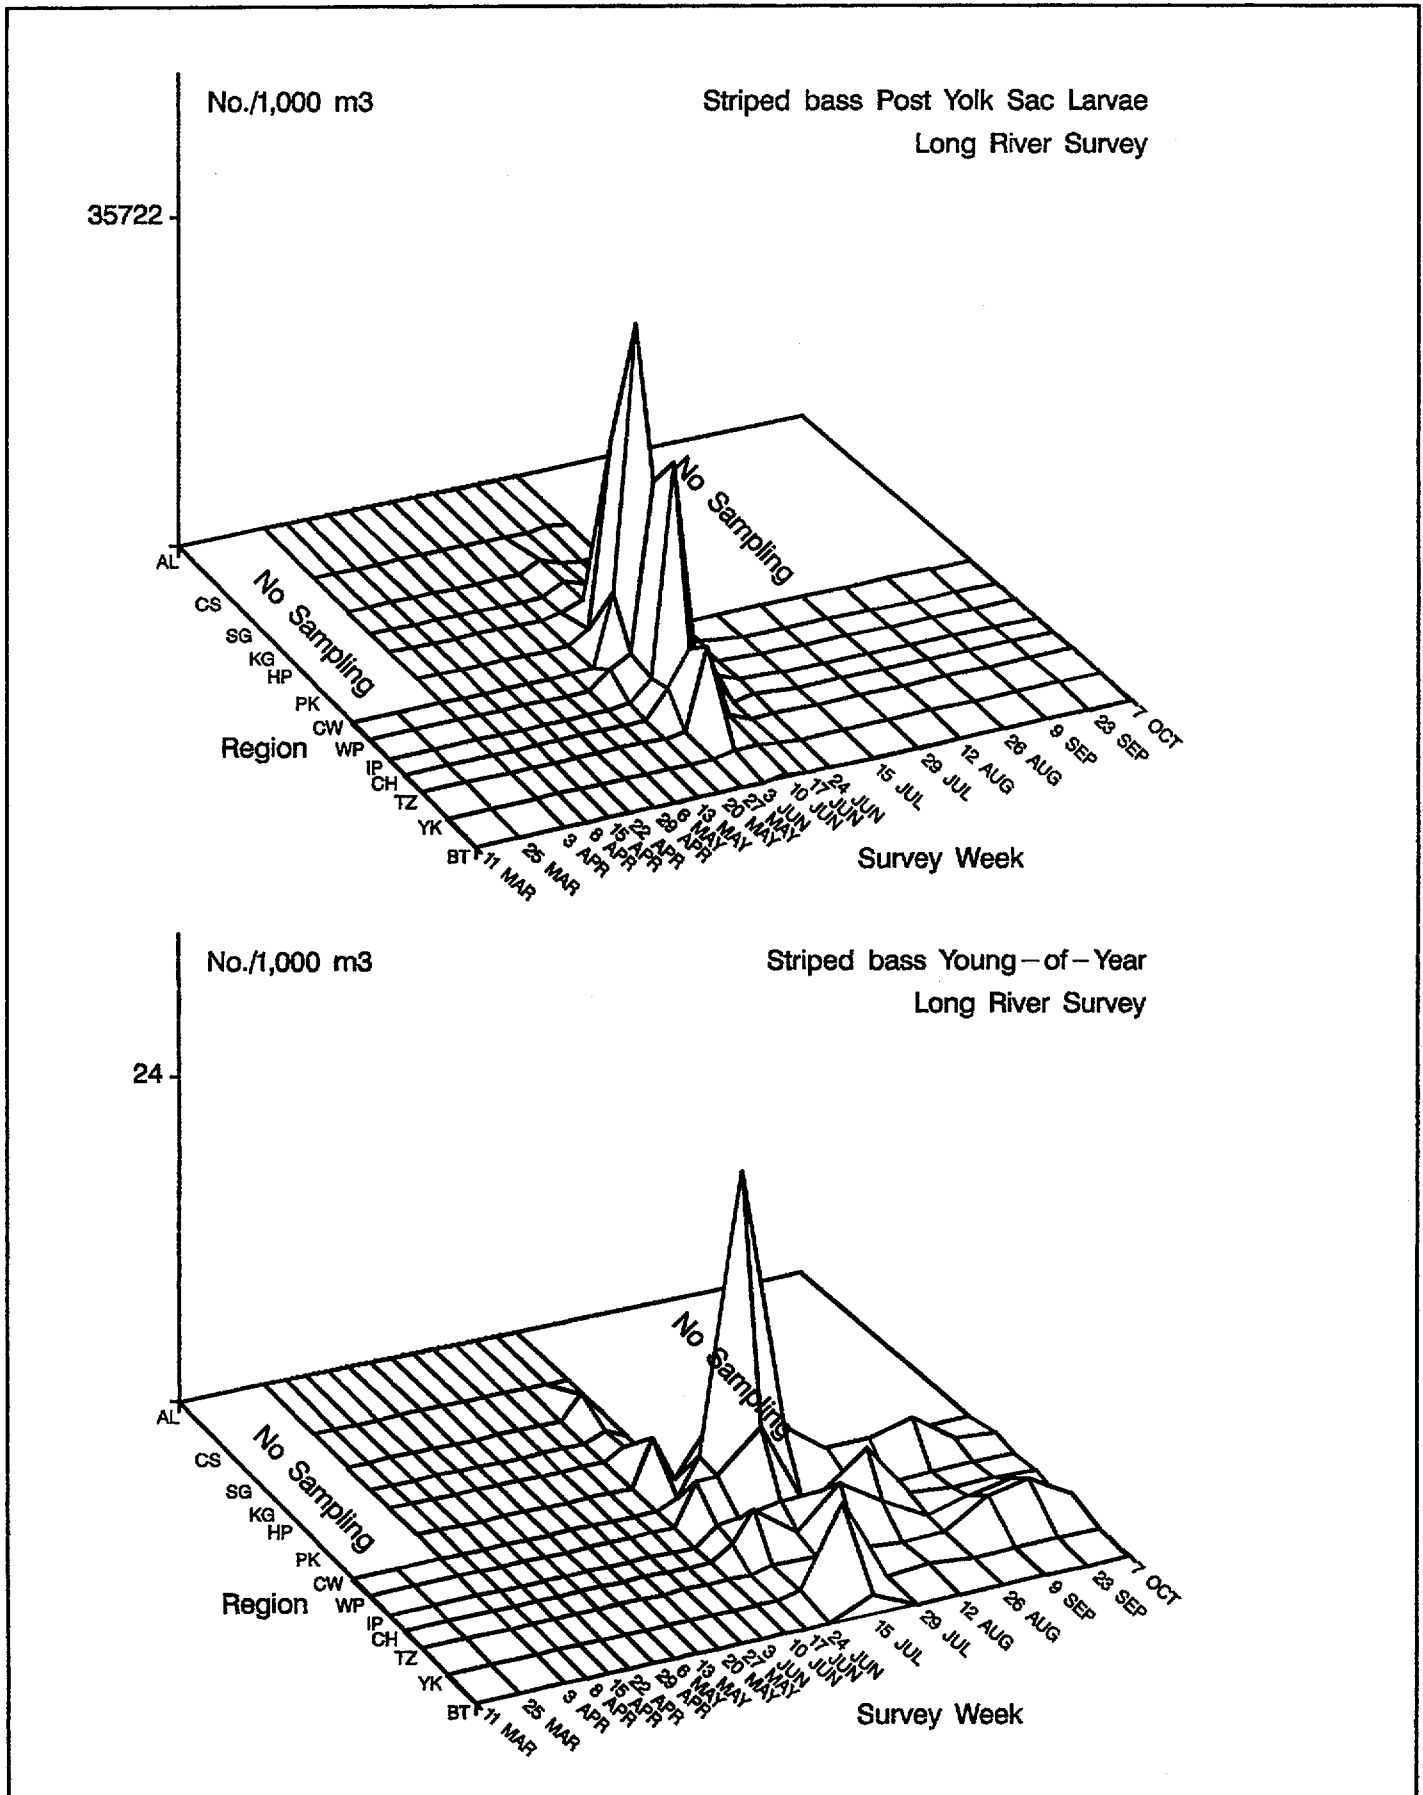 No./1,000 m3
Striped bass Post Yolk Sac Larvae
Long River Survey
35722
No Sampling
No Sampling
AL
CS
SG
KG
HP
PK
CW
WP
IP
CH
TZ
YK
BT
Region
11 MAR
25 MAR
3 APR
8 APR
15 APR
22 APR
29 APR
6 MAY
13 MAY
20 MAY
27 MAY
3 JUN
10 JUN
17 JUN
24 JUN
15 JUL
29 JUL
12 AUG
26 AUG
9 SEP
23 SEP
7 OCT
Survey Week
No./1,000 m3
Striped bass Young-of-Year
Long River Survey
24
No Sampling
No Sampling
AL
CS
SG
KG
HP
PK
CW
WP
IP
CH
TZ
YK
BT
Region
11 MAR
25 MAR
3 APR
8 APR
15 APR
22 APR
29 APR
6 MAY
13 MAY
20 MAY
27 MAY
3 JUN
10 JUN
17 JUN
24 JUN
15 JUL
29 JUL
12 AUG
26 AUG
9 SEP
23 SEP
7 OCT
Survey Week